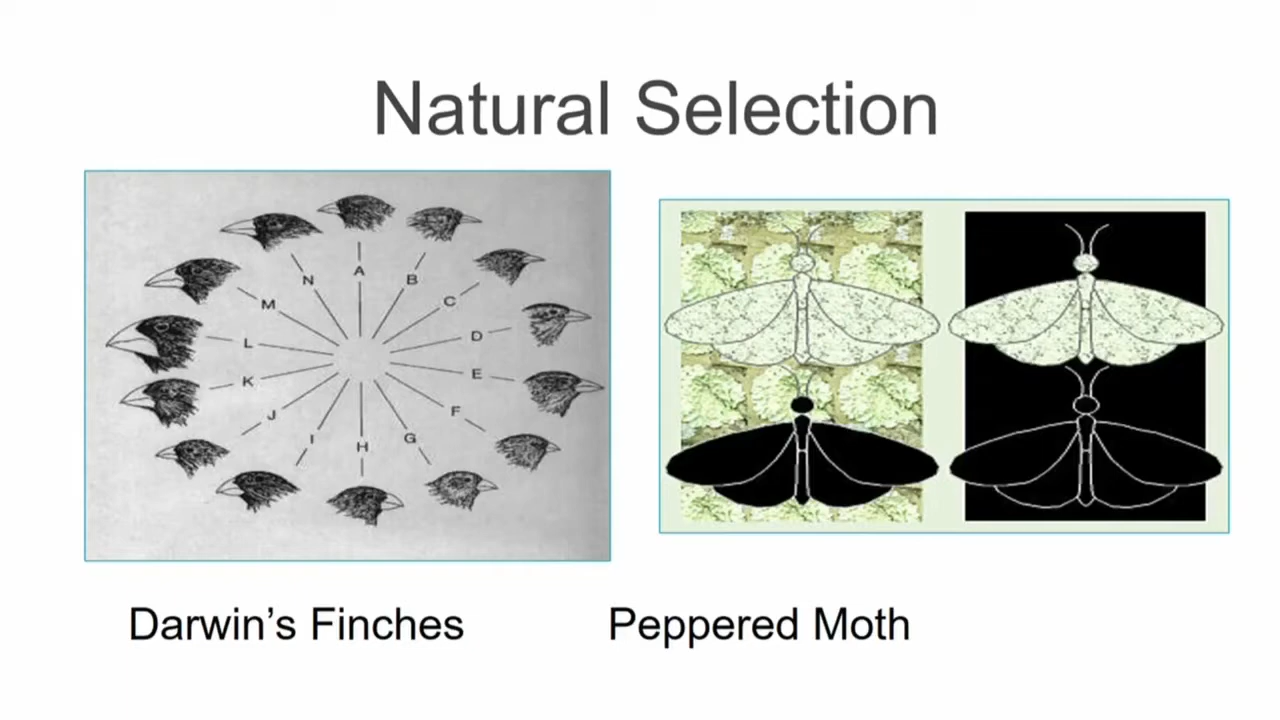 Natural Selection
A
B
C
D
E
F
G
H
I
J
K
L
M
N
Darwin’s Finches
Peppered Moth